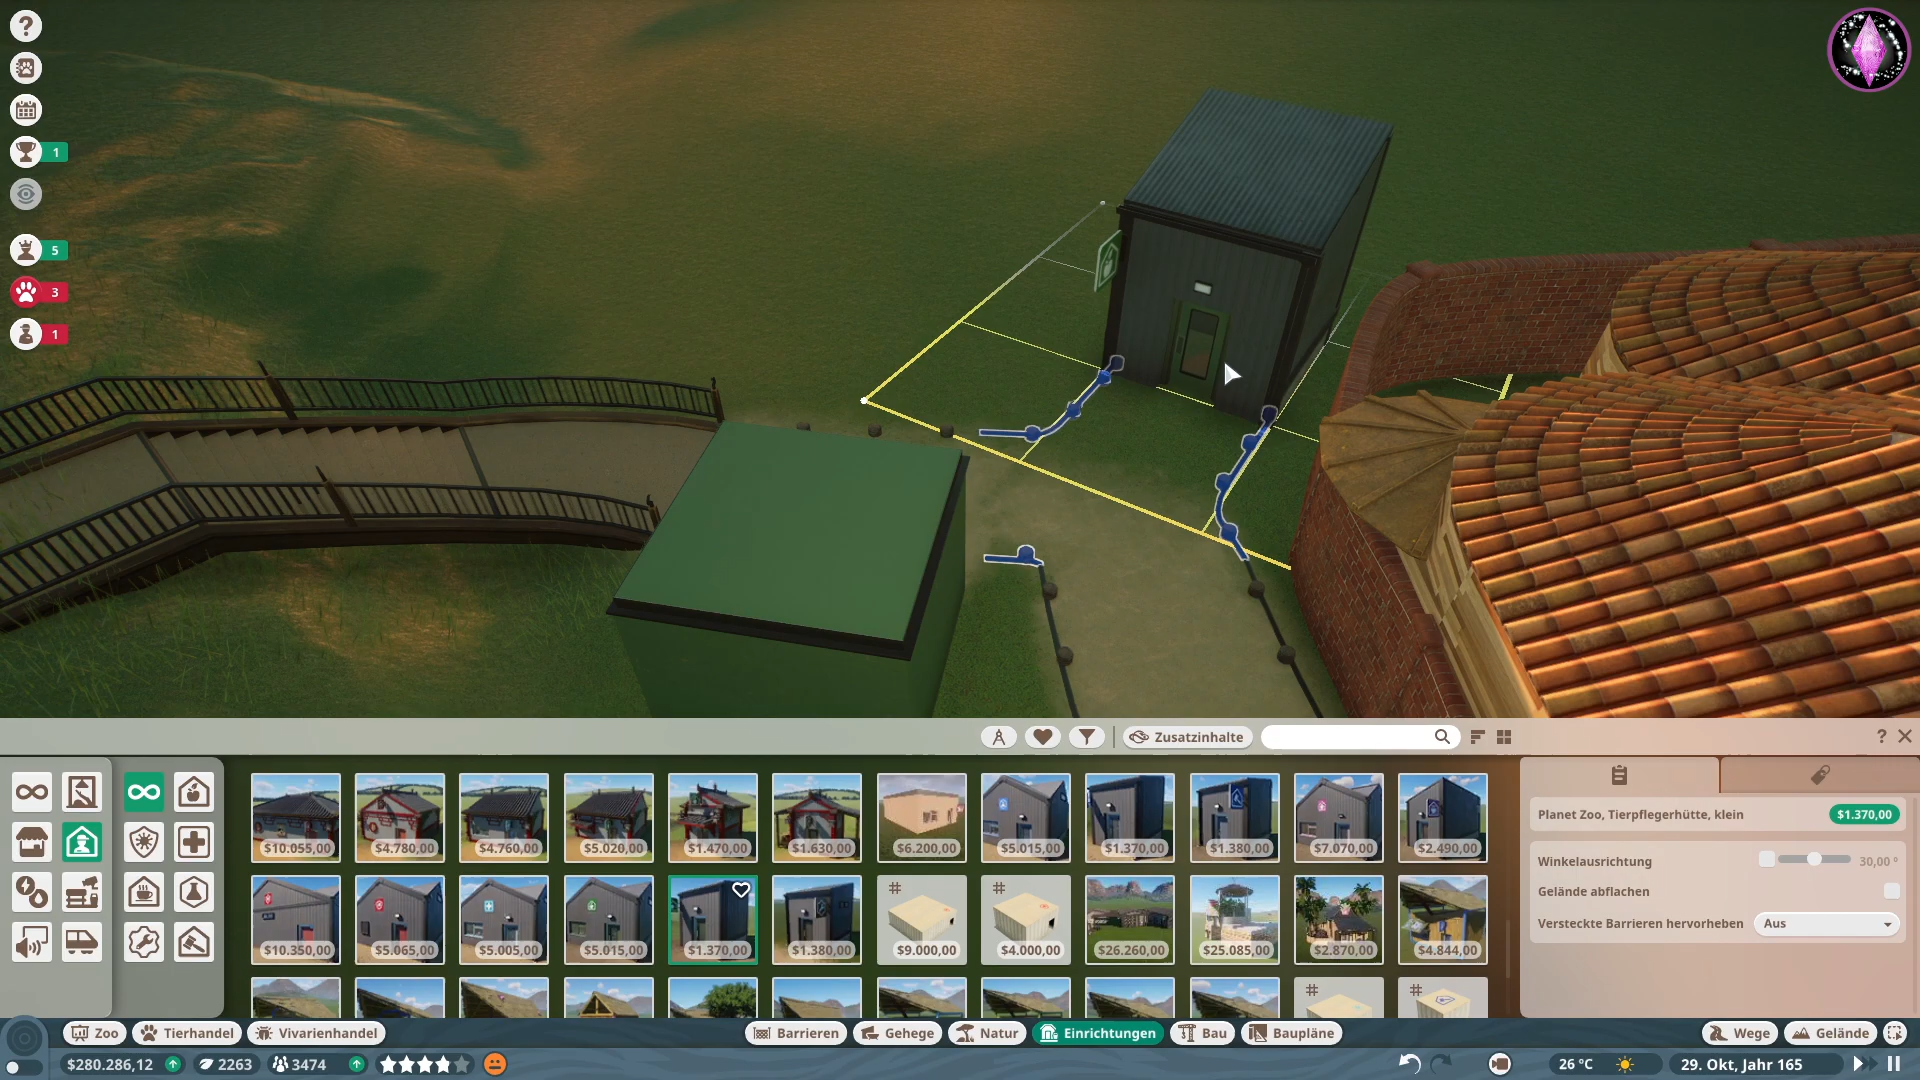 ?
1
5
3
1
Zusatzinhalte
?
$10.055,00
$4.780,00
$4.760,00
$5.020,00
$1.470,00
$1.630,00
$6.200,00
$5.015,00
$1.370,00
$1.380,00
$7.070,00
$2.490,00
$10.350,00
$5.065,00
$5.005,00
$5.015,00
$1.370,00
$1.380,00
$9.000,00
$4.000,00
$26.260,00
$25.085,00
$2.870,00
$4.844,00
Planet Zoo, Tierpflegerhütte, klein
$1.370,00
Winkelausrichtung
30,00 °
Gelände abflachen
Versteckte Barrieren hervorheben
Aus
Zoo
Tierhandel
Vivarienhandel
Barrieren
Gehege
Natur
Einrichtungen
Bau
Baupläne
Wege
Gelände
$280.286,12
2263
3474
26 °C
29. Okt, Jahr 165